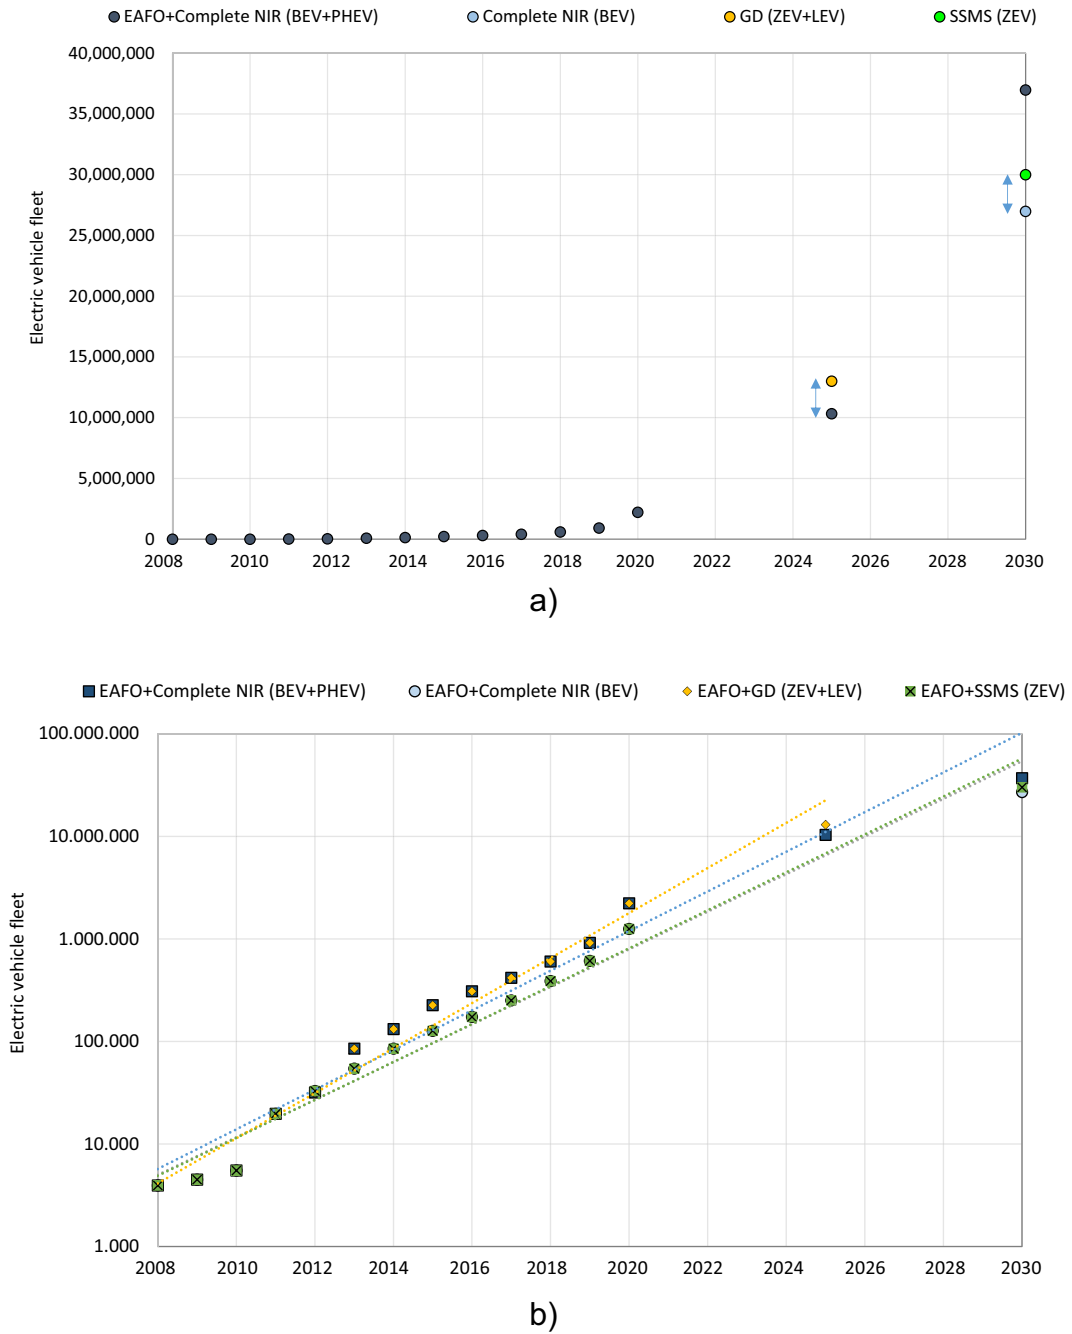 EAFO+Complete NIR (BEV+PHEV) Complete NIR (BEV) GD (ZEV+LEV) SSMS (ZEV)
40,000,000
35,000,000
30,000,000
25,000,000
20,000,000
15,000,000
10,000,000
5,000,000
0
Electric vehicle fleet
2008 2010 2012 2014 2016 2018 2020 2022 2024 2026 2028 2030
a)
EAFO+Complete NIR (BEV+PHEV) EAFO+Complete NIR (BEV) EAFO+GD (ZEV+LEV) EAFO+SSMS (ZEV)
100.000.000
10.000.000
1.000.000
100.000
10.000
1.000
Electric vehicle fleet
2008 2010 2012 2014 2016 2018 2020 2022 2024 2026 2028 2030
b)